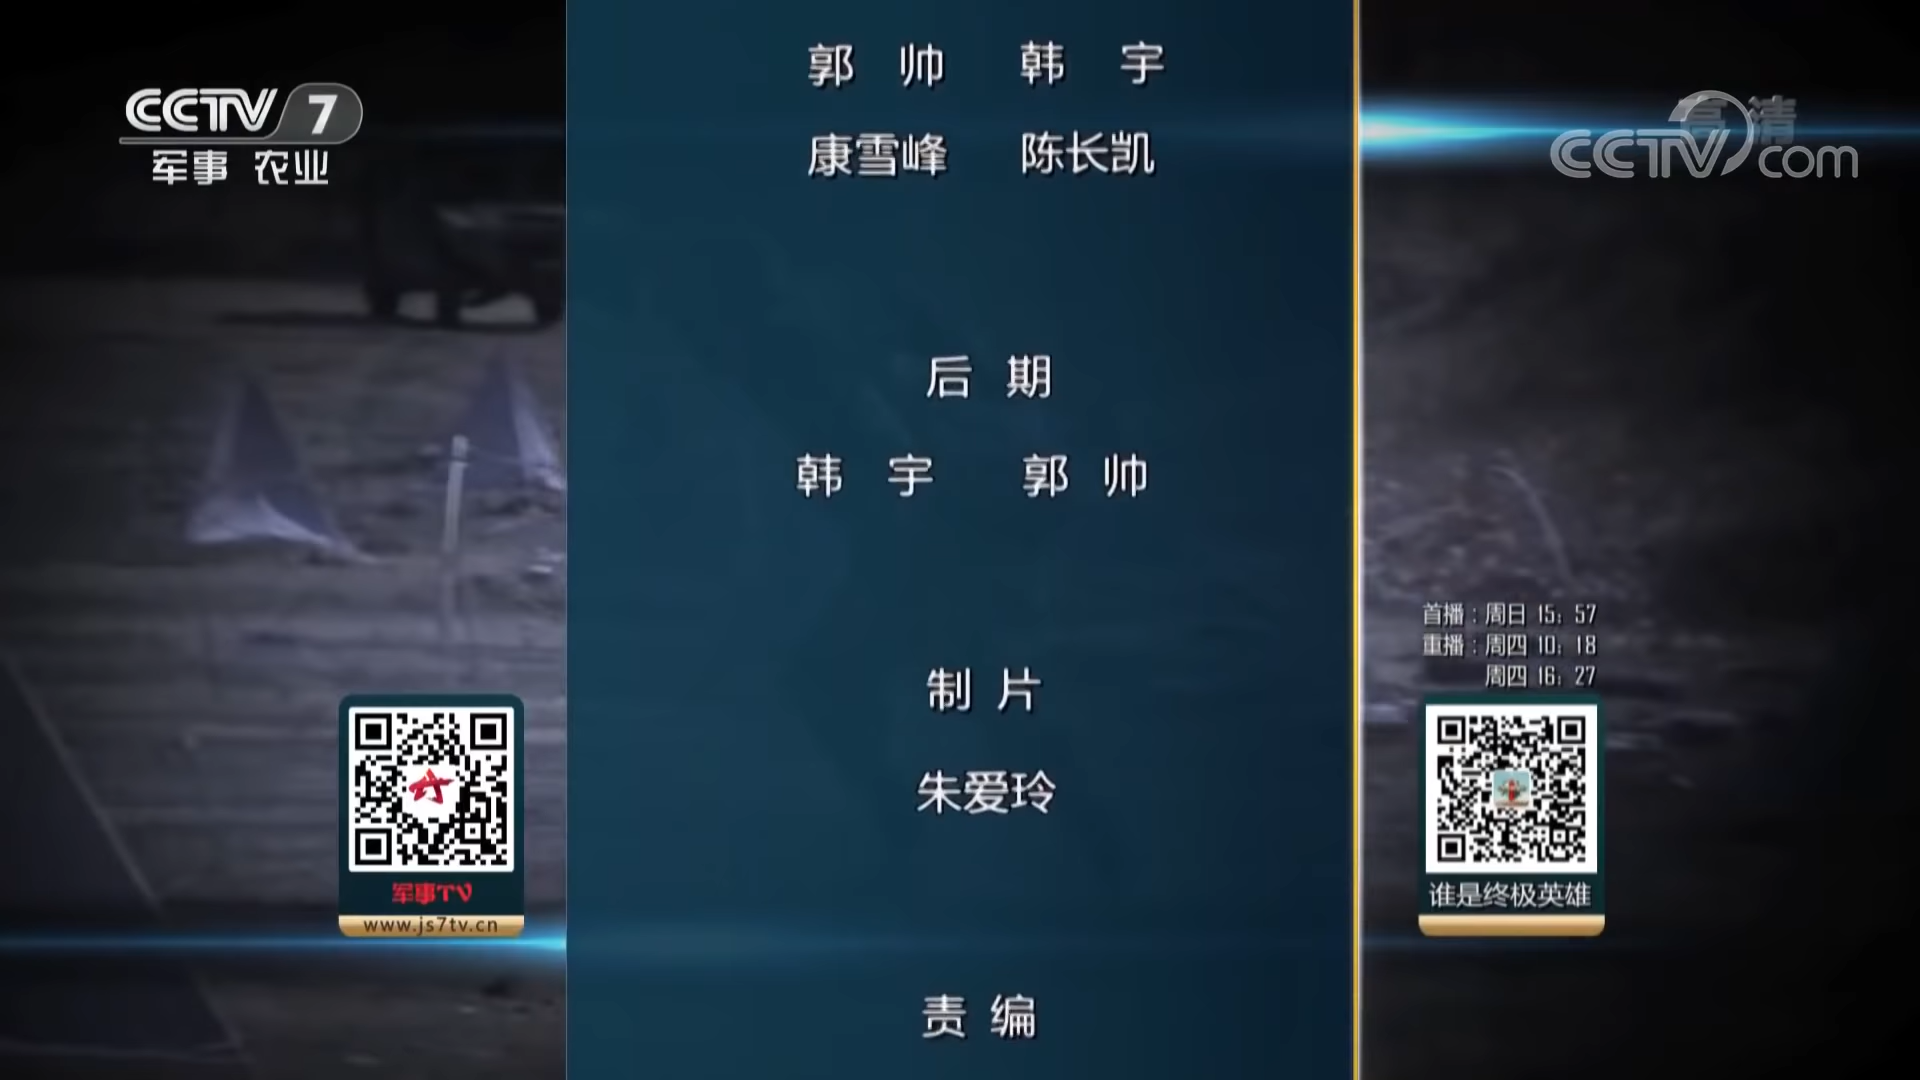 CCTV 7
军事 农业
高清
CCTV.com
郭帅 韩宇
康雪峰 陈长凯
后期
韩宇 郭帅
制片
朱爱玲
责编
军事TV
www.js7tv.cn
首播：周日 15：57
重播：周四 10：18
周四 16：27
谁是终极英雄